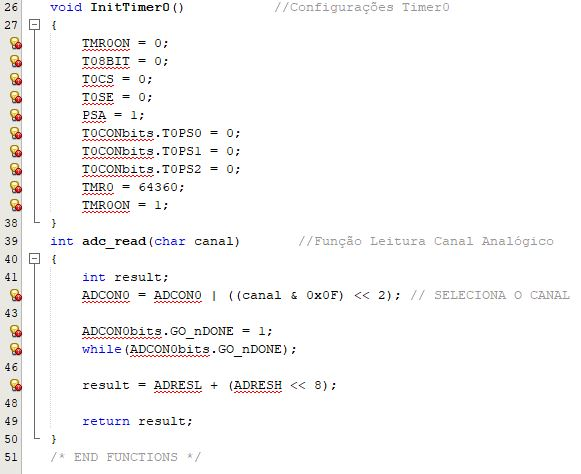 26 void InitTimer0() //Configurações Timer0
27 {
TMR0ON = 0;
T08BIT = 0;
T0CS = 0;
T0SE = 0;
PSA = 1;
T0CONbits.T0PS0 = 0;
T0CONbits.T0PS1 = 0;
T0CONbits.T0PS2 = 0;
TMR0 = 64360;
TMR0ON = 1;
38 }
39 int adc_read(char canal) //Função Leitura Canal Analógico
40 {
41 int result;
ADCON0 = ADCON0 | ((canal & 0x0F) << 2); // SELECIONA O CANAL
43
ADCON0bits.GO_nDONE = 1;
while(ADCON0bits.GO_nDONE);
46
result = ADRESL + (ADRESH << 8);
48
49 return result;
50 }
51 /* END FUNCTIONS */